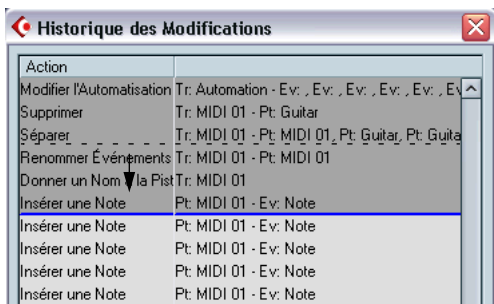 Historique des Modifications
Action
Modifier l'Automatisation Tr: Automation - Ev: , Ev: , Ev: , Ev: , Ev: , Ev
Supprimer Tr: MIDI 01 - Pt: Guitar
Séparer Tr: MIDI 01 - Pt: MIDI 01, Pt: Guitar, Pt: Guita
Renommer Événements Tr: MIDI 01 - Pt: MIDI 01
Donner un Nom à la Pist Tr: MIDI 01
Insérer une Note Pt: MIDI 01 - Ev: Note
Insérer une Note Pt: MIDI 01 - Ev: Note
Insérer une Note Pt: MIDI 01 - Ev: Note
Insérer une Note Pt: MIDI 01 - Ev: Note
Insérer une Note Pt: MIDI 01 - Ev: Note